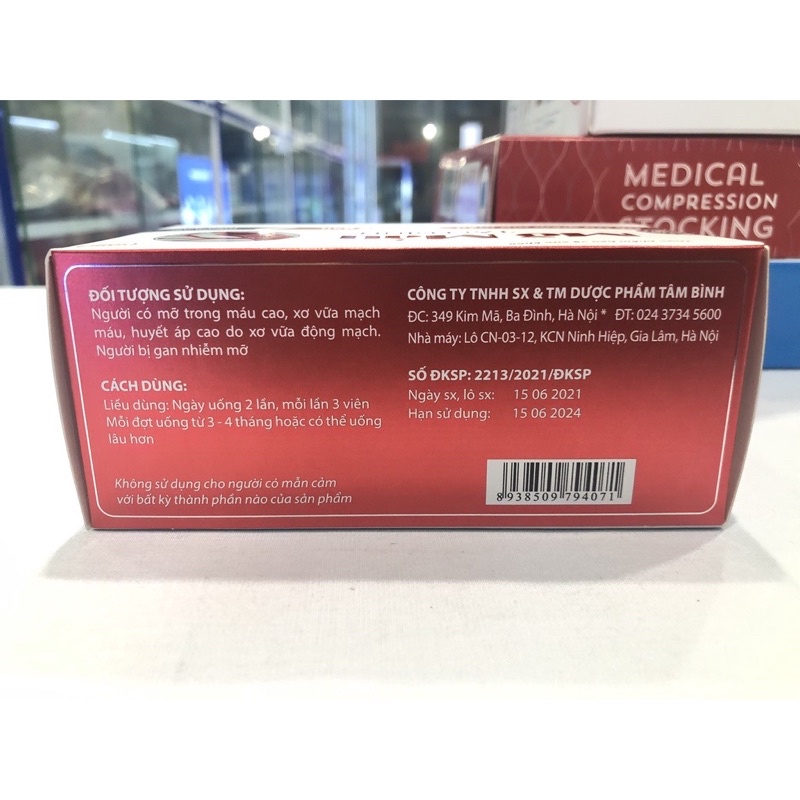 MEDICAL
COMPRESSION
STOCKING
ĐỐI TƯỢNG SỬ DỤNG:
Người có mỡ trong máu cao, xơ vữa mạch
máu, huyết áp cao do xơ vữa động mạch.
Người bị gan nhiễm mỡ
CÁCH DÙNG:
Liều dùng: Ngày uống 2 lần, mỗi lần 3 viên
Mỗi đợt uống từ 3 - 4 tháng hoặc có thể uống
lâu hơn
Không sử dụng cho người có mẫn cảm
với bất kỳ thành phần nào của sản phẩm
CÔNG TY TNHH SX & TM DƯỢC PHẨM TÂM BÌNH
ĐC: 349 Kim Mã, Ba Đình, Hà Nội * ĐT: 024 3734 5600
Nhà máy: Lô CN-03-12, KCN Ninh Hiệp, Gia Lâm, Hà Nội
SỐ ĐKSP: 2213/2021/ĐKSP
Ngày sx, lô sx: 15 06 2021
Hạn sử dụng: 15 06 2024
8938509794071